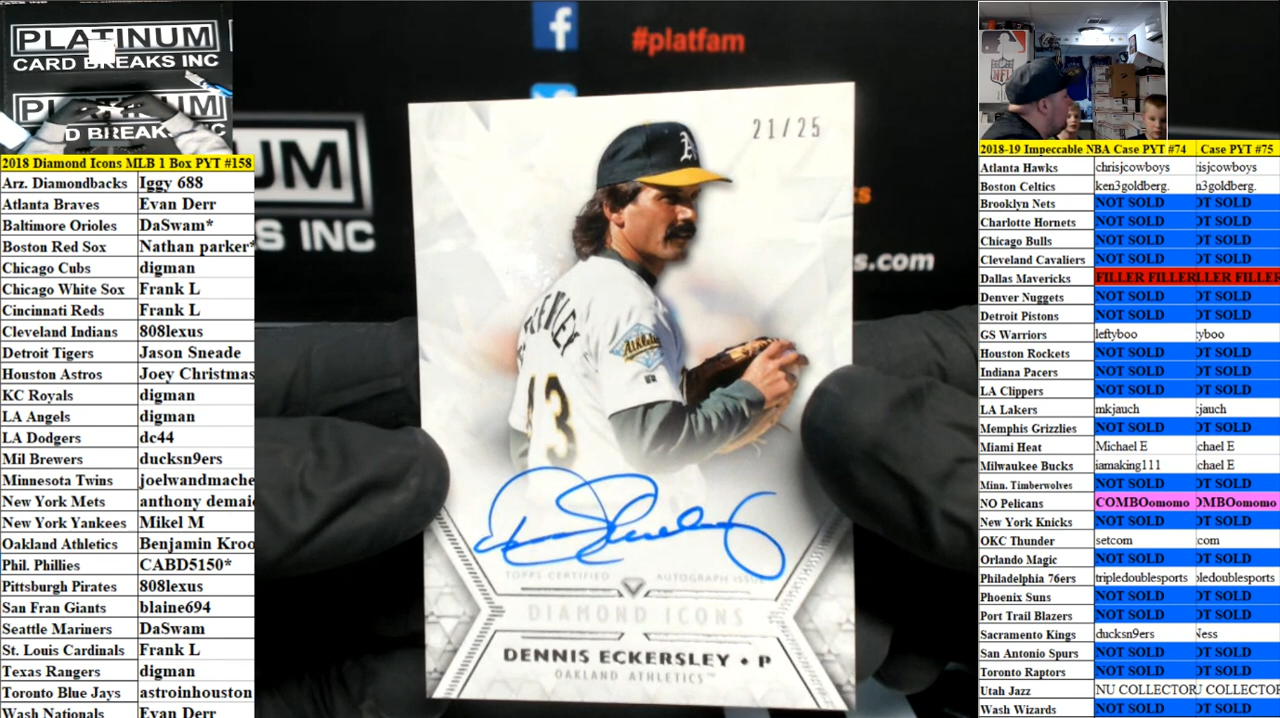 PLATINUM
CARD BREAKS INC
PLATINUM
D BREAKS
2018 Diamond Icons MLB 1 Box PYT #158
Arz. Diamondbacks Iggy 688
Atlanta Braves Evan Derr
Baltimore Orioles DaSwam*
Boston Red Sox Nathan parker*
Chicago Cubs digman
Chicago White Sox Frank L
Cincinnati Reds Frank L
Cleveland Indians 808lexus
Detroit Tigers Jason Sneade
Houston Astros Joey Christmas
KC Royals digman
LA Angels digman
LA Dodgers dc44
Mil Brewers ducksn9ers
Minnesota Twins joelwandmache
New York Mets anthony demaio
New York Yankees Mikel M
Oakland Athletics Benjamin Kroo
Phil. Phillies CABD5150*
Pittsburgh Pirates 808lexus
San Fran Giants blaine694
Seattle Mariners DaSwam
St. Louis Cardinals Frank L
Texas Rangers digman
Toronto Blue Jays astroinhouston
Wash Nationals Evan Derr
#platfam
UM
S INC
s.com
21/25
A
Athletics
43
TOPPS CERTIFIED AUTOGRAPH ISSUE
DIAMOND ICONS
DENNIS ECKERSLEY • P
OAKLAND ATHLETICS™
NFL
2018-19 Impeccable NBA Case PYT #74 Case PYT #75
Atlanta Hawks chrisjcowboys risjcowboys
Boston Celtics ken3goldberg. n3goldberg.
Brooklyn Nets NOT SOLD OT SOLD
Charlotte Hornets NOT SOLD OT SOLD
Chicago Bulls NOT SOLD OT SOLD
Cleveland Cavaliers NOT SOLD OT SOLD
Dallas Mavericks FILLER FILLER LLER FILLER
Denver Nuggets NOT SOLD OT SOLD
Detroit Pistons NOT SOLD OT SOLD
GS Warriors leftyboo yboo
Houston Rockets NOT SOLD OT SOLD
Indiana Pacers NOT SOLD OT SOLD
LA Clippers NOT SOLD OT SOLD
LA Lakers mkjauch jauch
Memphis Grizzlies NOT SOLD OT SOLD
Miami Heat Michael E chael E
Milwaukee Bucks iamaking111 chael E
Minn. Timberwolves NOT SOLD OT SOLD
NO Pelicans COMBOomomo OMBOomomo
New York Knicks NOT SOLD OT SOLD
OKC Thunder setcom com
Orlando Magic NOT SOLD OT SOLD
Philadelphia 76ers tripledoublesports pledoublesports
Phoenix Suns NOT SOLD OT SOLD
Port Trail Blazers NOT SOLD OT SOLD
Sacramento Kings ducksn9ers Ness
San Antonio Spurs NOT SOLD OT SOLD
Toronto Raptors NOT SOLD OT SOLD
Utah Jazz NU COLLECTOR U COLLECTOR
Wash Wizards NOT SOLD OT SOLD